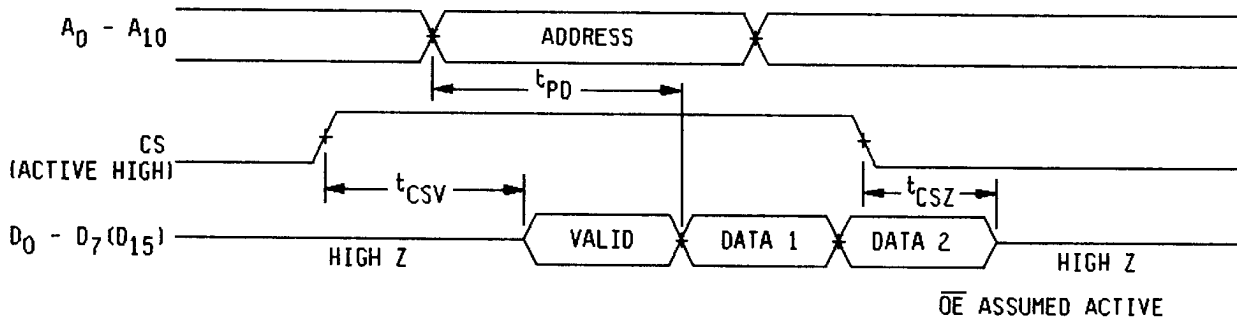 A0 - A10
ADDRESS
tPD
CS
(ACTIVE HIGH)
tCSV
tCSZ
D0 - D7(D15)
HIGH Z
VALID
DATA 1
DATA 2
HIGH Z
OE ASSUMED ACTIVE